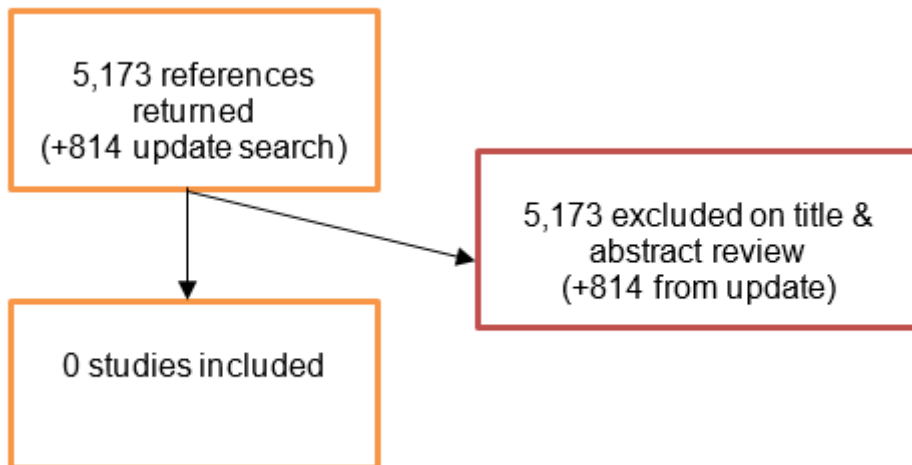 5,173 references
returned
(+814 update search)
5,173 excluded on title &
abstract review
(+814 from update)
0 studies included